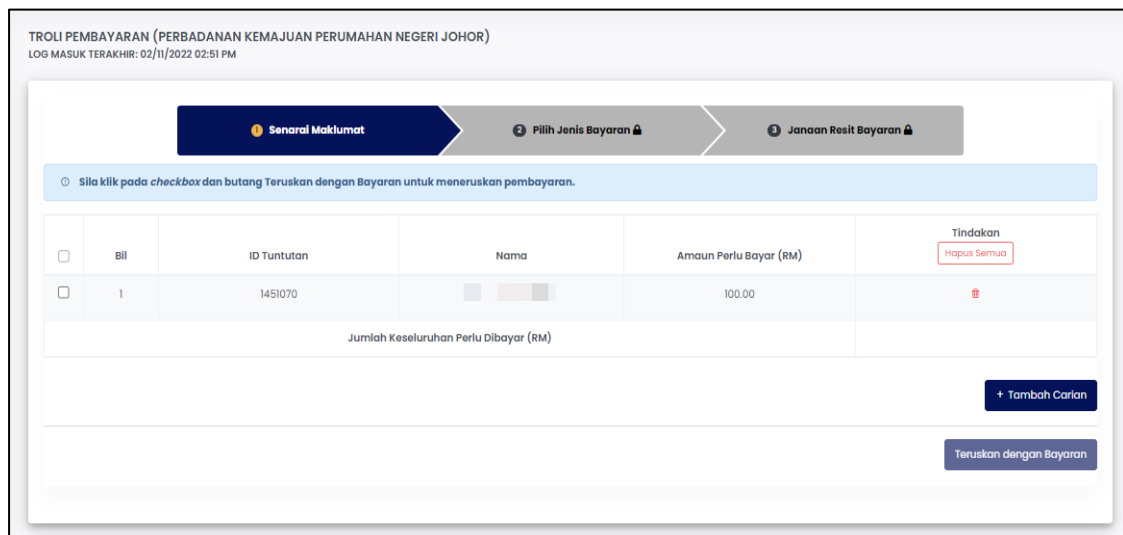 TROLI PEMBAYARAN (PERBADANAN KEMAJUAN PERUMAHAN NEGERI JOHOR)
LOG MASUK TERAKHIR: 02/11/2022 02:51 PM
1 Senarai Maklumat
2 Pilih Jenis Bayaran
3 Janaan Resit Bayaran
Sila klik pada checkbox dan butang Teruskan dengan Bayaran untuk meneruskan pembayaran.
Bil ID Tuntutan Nama Amaun Perlu Bayar (RM) Tindakan
Hapus Semua
1 1451070 100.00
Jumlah Keseluruhan Perlu Dibayar (RM)
+ Tambah Carian
Teruskan dengan Bayaran